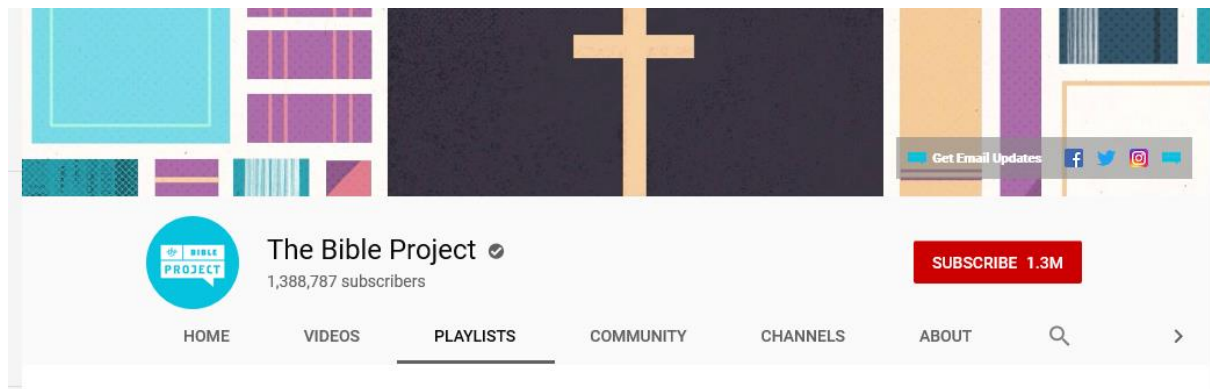 Get Email Updates
BIBLE
PROJECT
The Bible Project
1,388,787 subscribers
SUBSCRIBE 1.3M
HOME VIDEOS PLAYLISTS COMMUNITY CHANNELS ABOUT